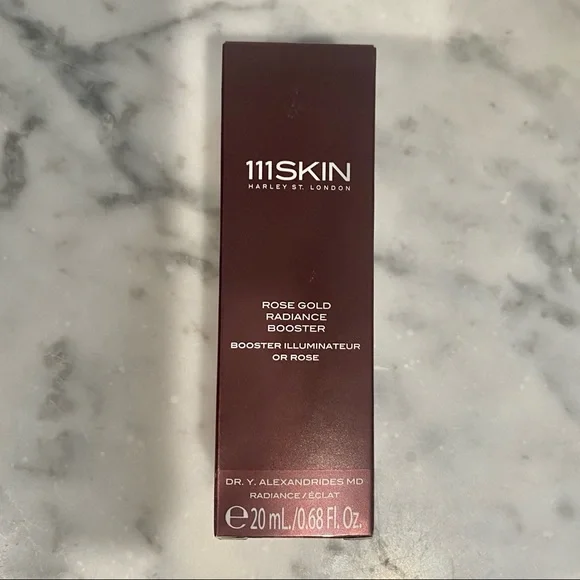 111SKIN
HARLEY ST. LONDON
ROSE GOLD
RADIANCE
BOOSTER
BOOSTER ILLUMINATEUR
OR ROSE
DR. Y. ALEXANDRIDES MD
RADIANCE/ÉCLAT
℮ 20 mL./0.68 Fl. Oz.